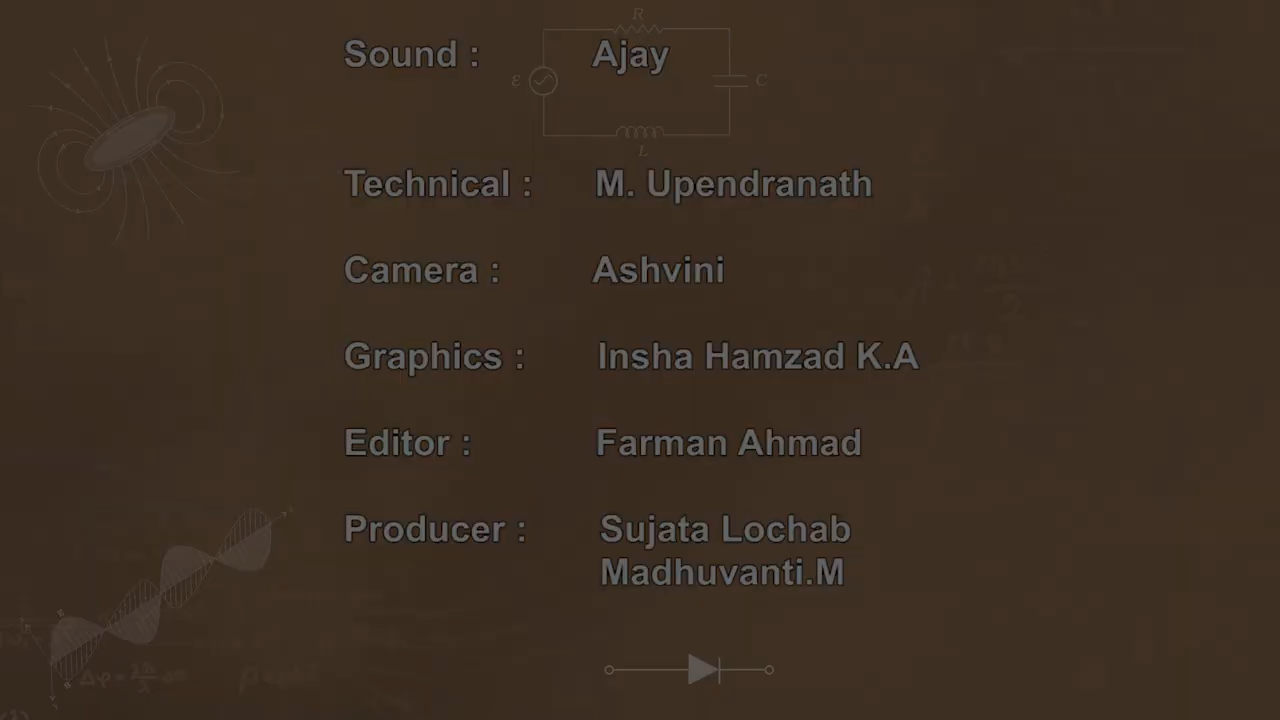 R
Sound : Ajay
ε C
L
Technical : M. Upendranath
Camera : Ashvini
Graphics : Insha Hamzad K.A
Editor : Farman Ahmad
Producer : Sujata Lochab
Madhuvanti.M